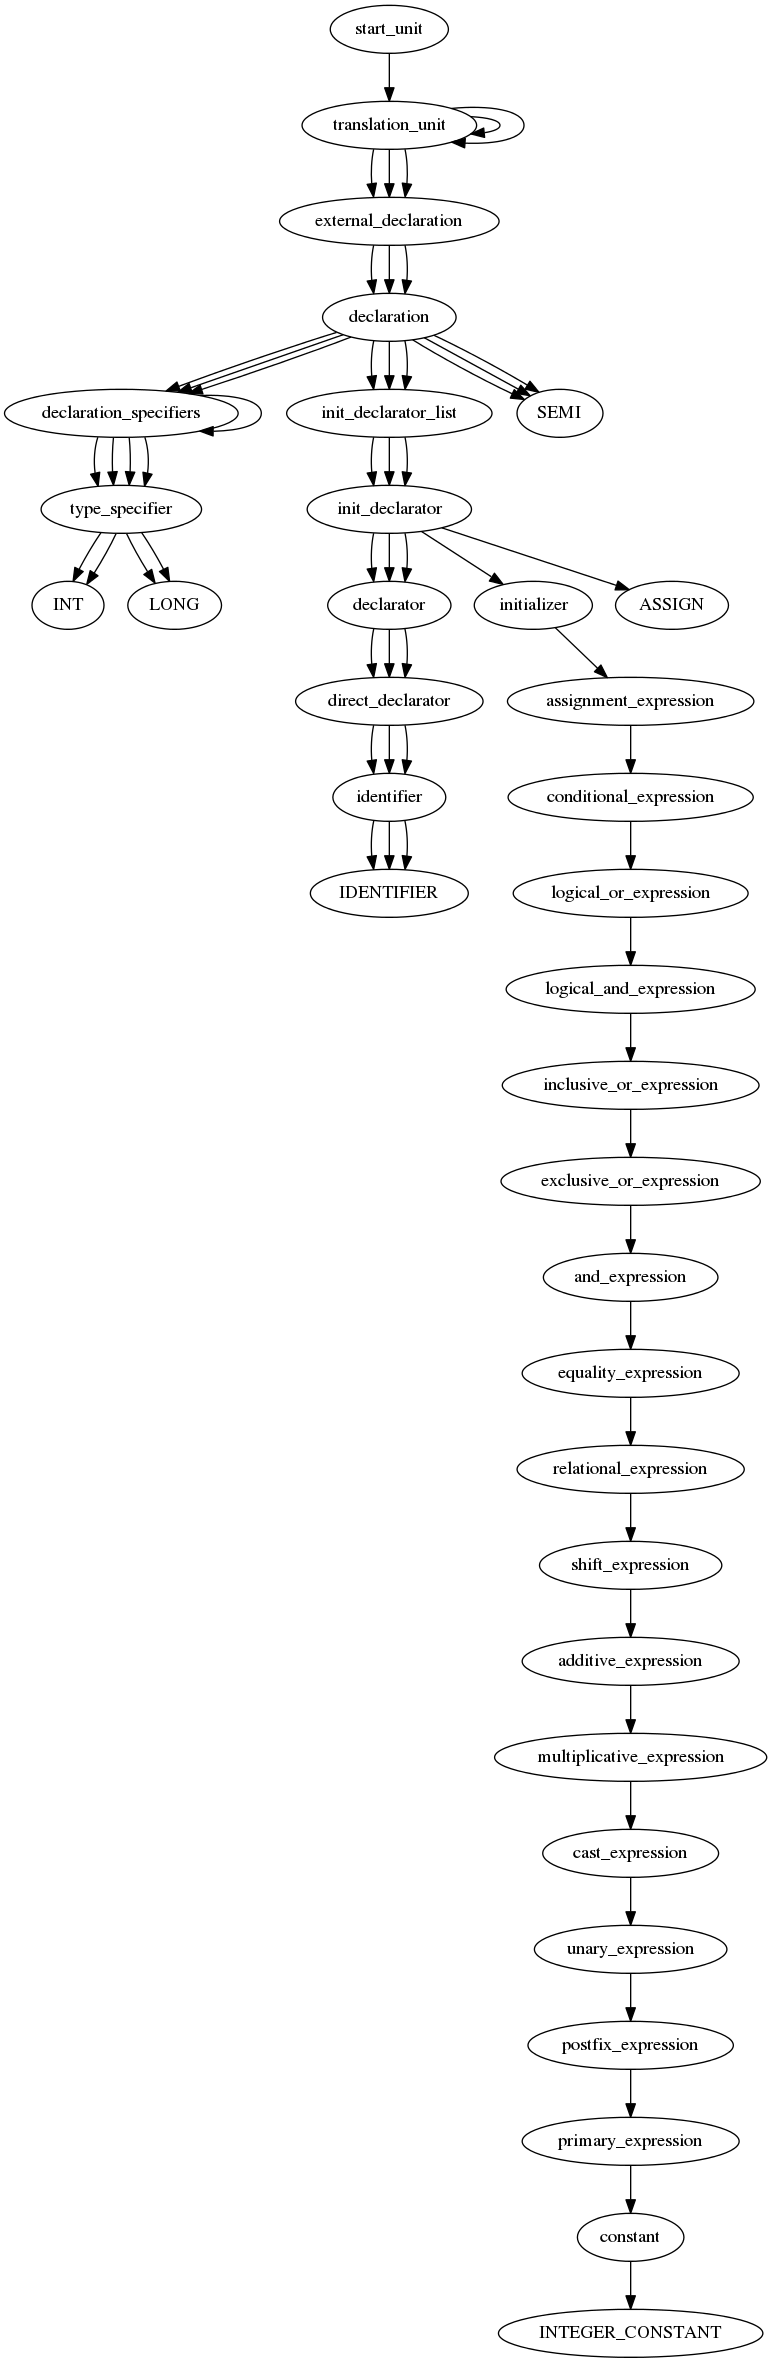 start_unit
translation_unit
external_declaration
declaration
declaration_specifiers
init_declarator_list
SEMI
type_specifier
init_declarator
INT
LONG
declarator
initializer
ASSIGN
direct_declarator
assignment_expression
identifier
conditional_expression
IDENTIFIER
logical_or_expression
logical_and_expression
inclusive_or_expression
exclusive_or_expression
and_expression
equality_expression
relational_expression
shift_expression
additive_expression
multiplicative_expression
cast_expression
unary_expression
postfix_expression
primary_expression
constant
INTEGER_CONSTANT